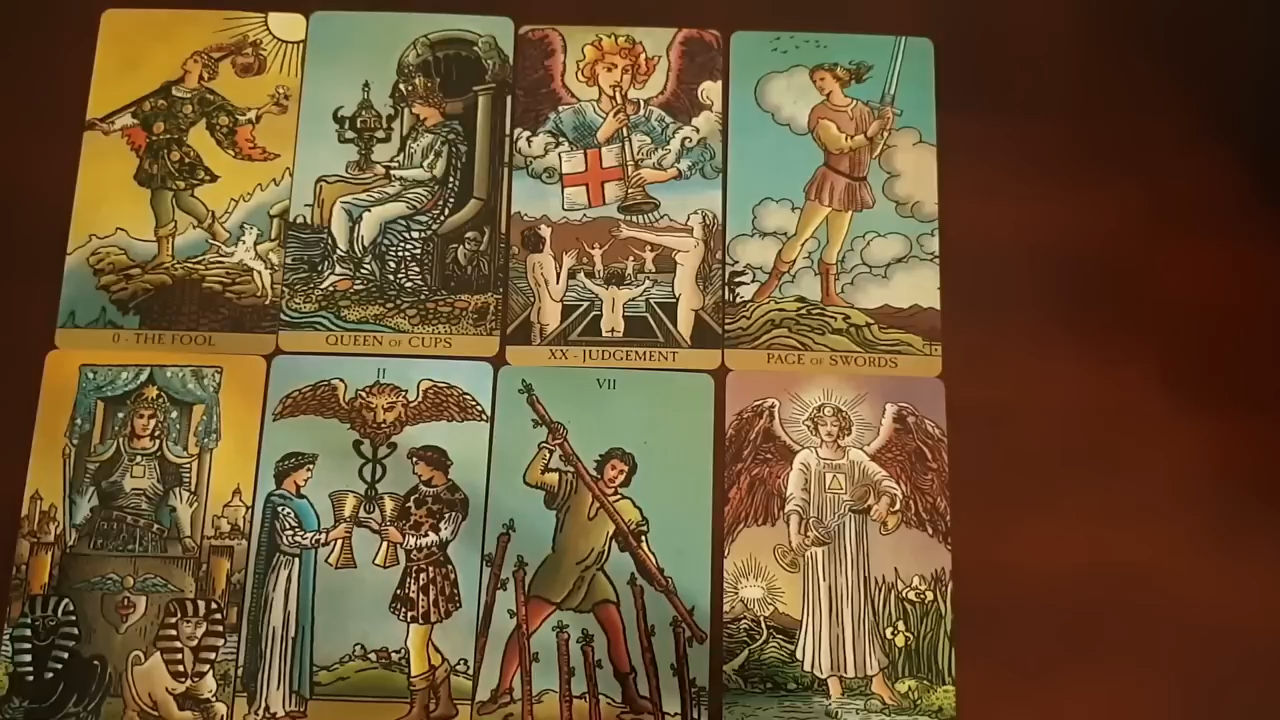 0 - THE FOOL
QUEEN OF CUPS
XX - JUDGEMENT
PAGE OF SWORDS
II
VII